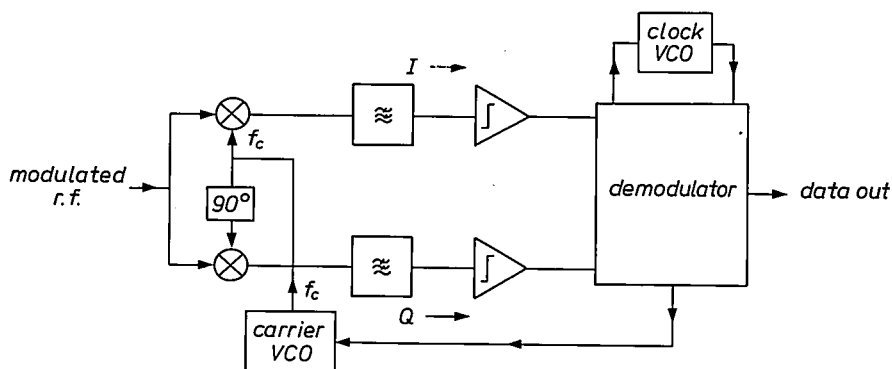 clock
VCO
I
f_c
modulated
r.f.
90°
demodulator
data out
f_c
Q
carrier
VCO